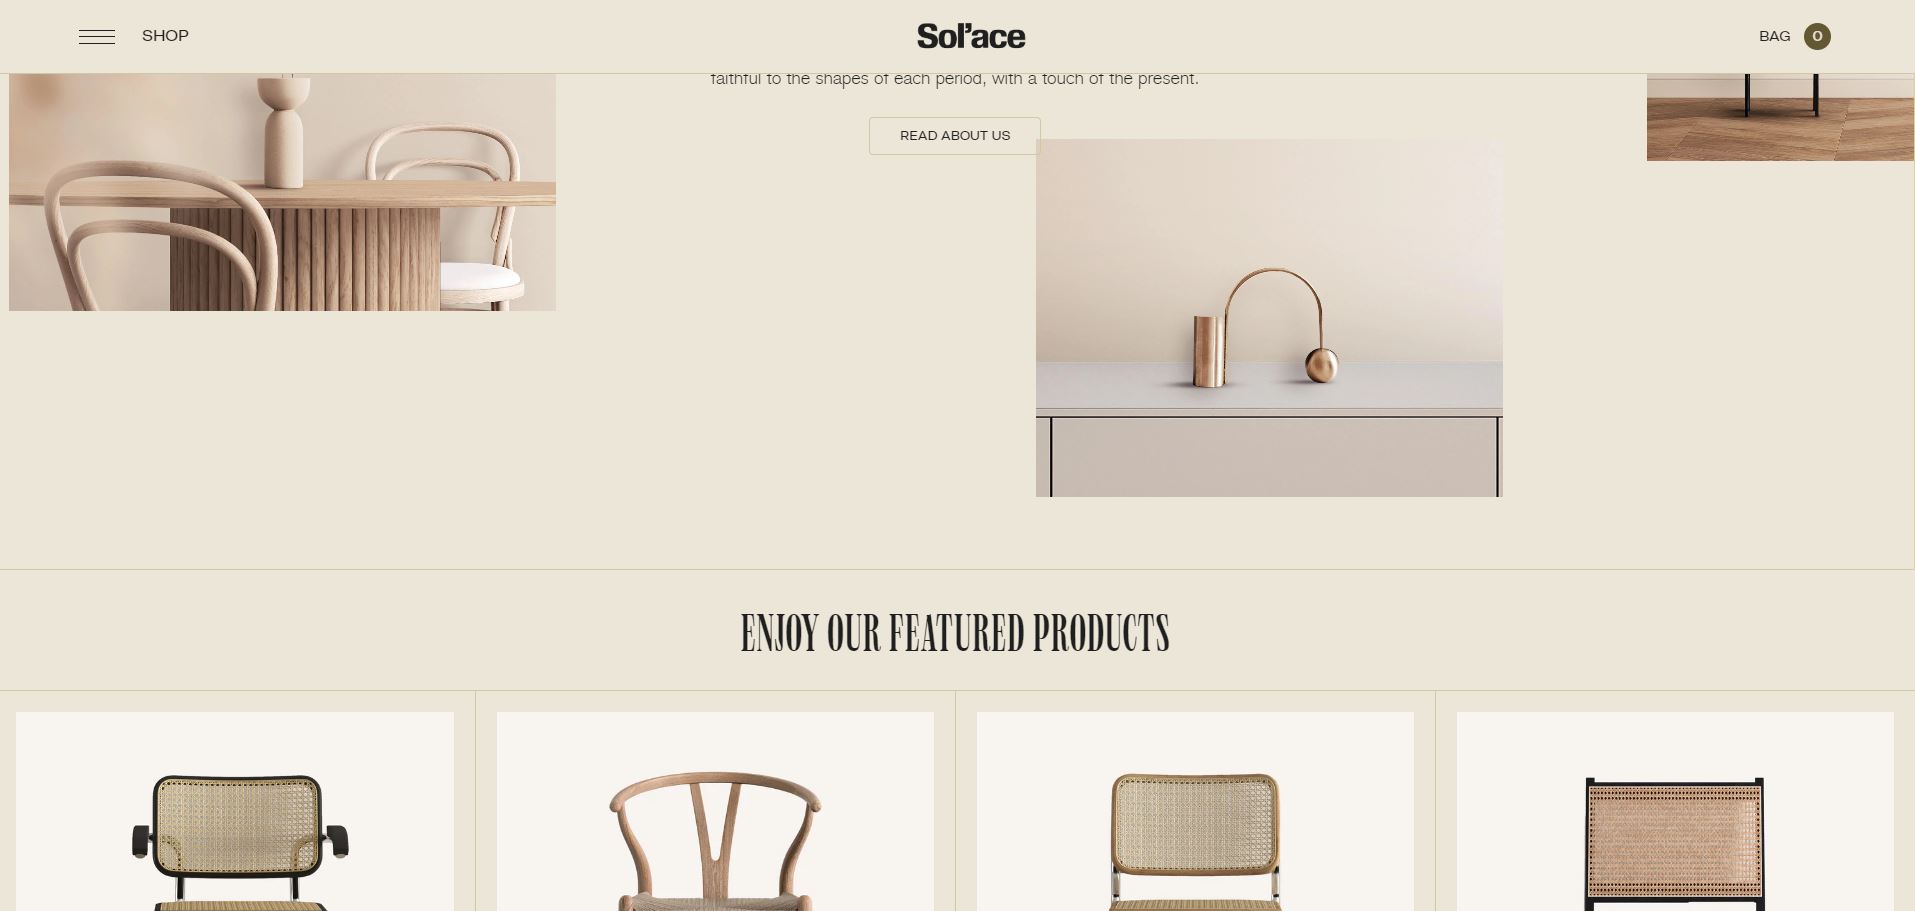 SHOP
Sol'ace
BAG 0
faithful to the shapes of each period, with a touch of the present.
READ ABOUT US
ENJOY OUR FEATURED PRODUCTS